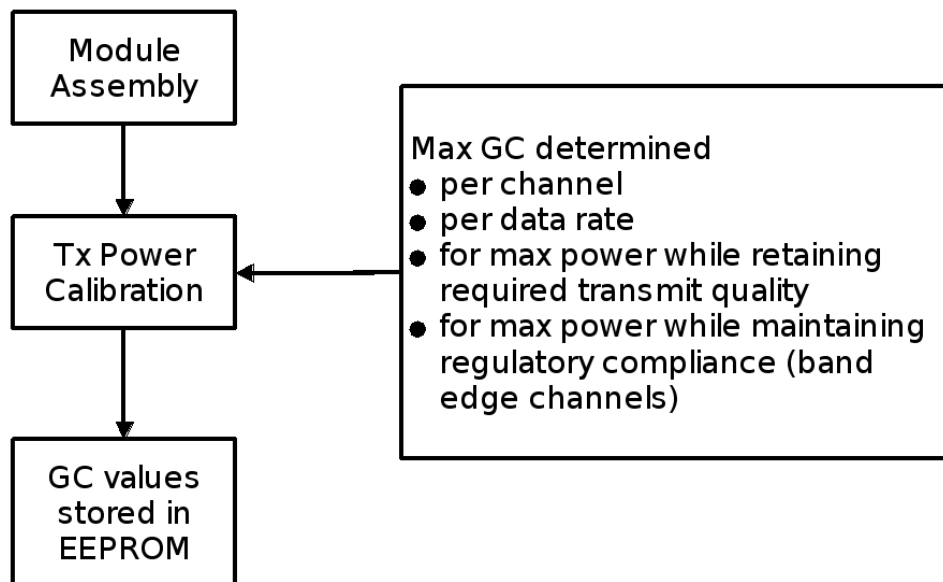 Module
Assembly
Max GC determined
● per channel
● per data rate
● for max power while retaining
required transmit quality
● for max power while maintaining
regulatory compliance (band
edge channels)
Tx Power
Calibration
GC values
stored in
EEPROM